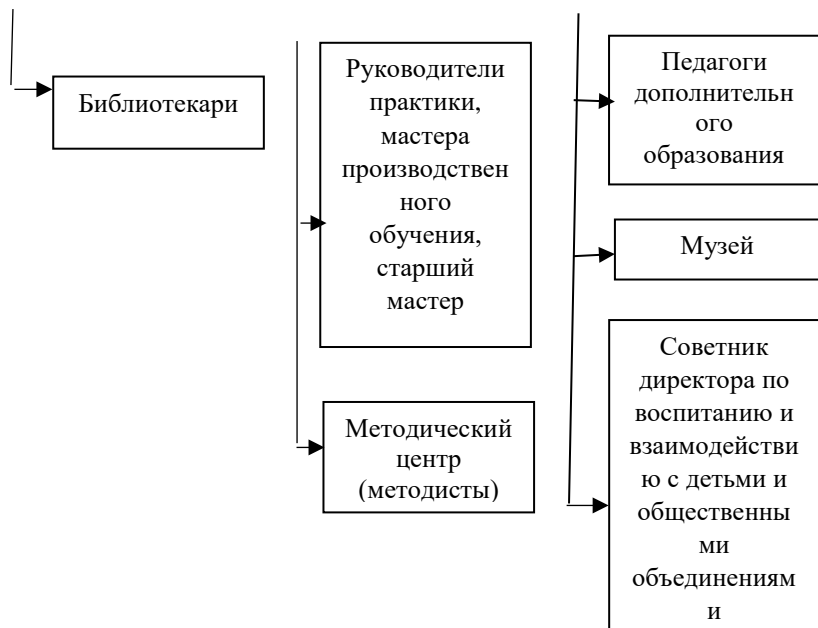 Библиотекари
Руководители
практики,
мастера
производствен
ного
обучения,
старший
мастер
Методический
центр
(методисты)
Педагоги
дополнительн
ого
образования
Музей
Советник
директора по
воспитанию и
взаимодействи
ю с детьми и
общественны
ми
объединениям
и